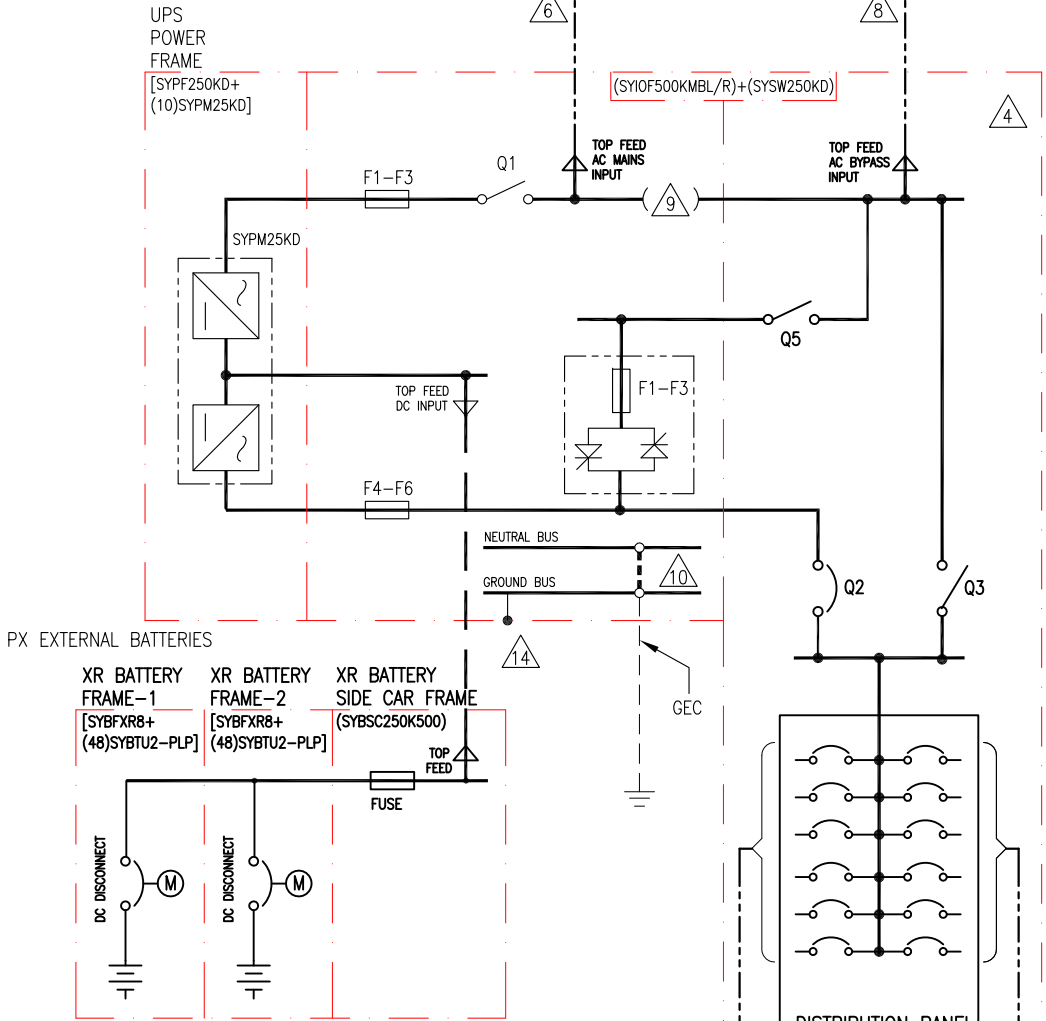 UPS
POWER
FRAME
6
8
[SYPF250KD+
(10)SYPM25KD]
(SYIOF500KMBL/R)+(SYSW250KD)
4
TOP FEED
AC MAINS
INPUT
TOP FEED
AC BYPASS
INPUT
F1-F3
Q1
9
SYPM25KD
Q5
TOP FEED
DC INPUT
F1-F3
F4-F6
NEUTRAL BUS
GROUND BUS
10
Q2
Q3
14
GEC
PX EXTERNAL BATTERIES
XR BATTERY
FRAME-1
[SYBFXR8+
(48)SYBTU2-PLP]
XR BATTERY
FRAME-2
[SYBFXR8+
(48)SYBTU2-PLP]
XR BATTERY
SIDE CAR FRAME
(SYBSC250K500)
TOP
FEED
FUSE
DC DISCONNECT
M
DC DISCONNECT
M
DISTRIBUTION PANEL